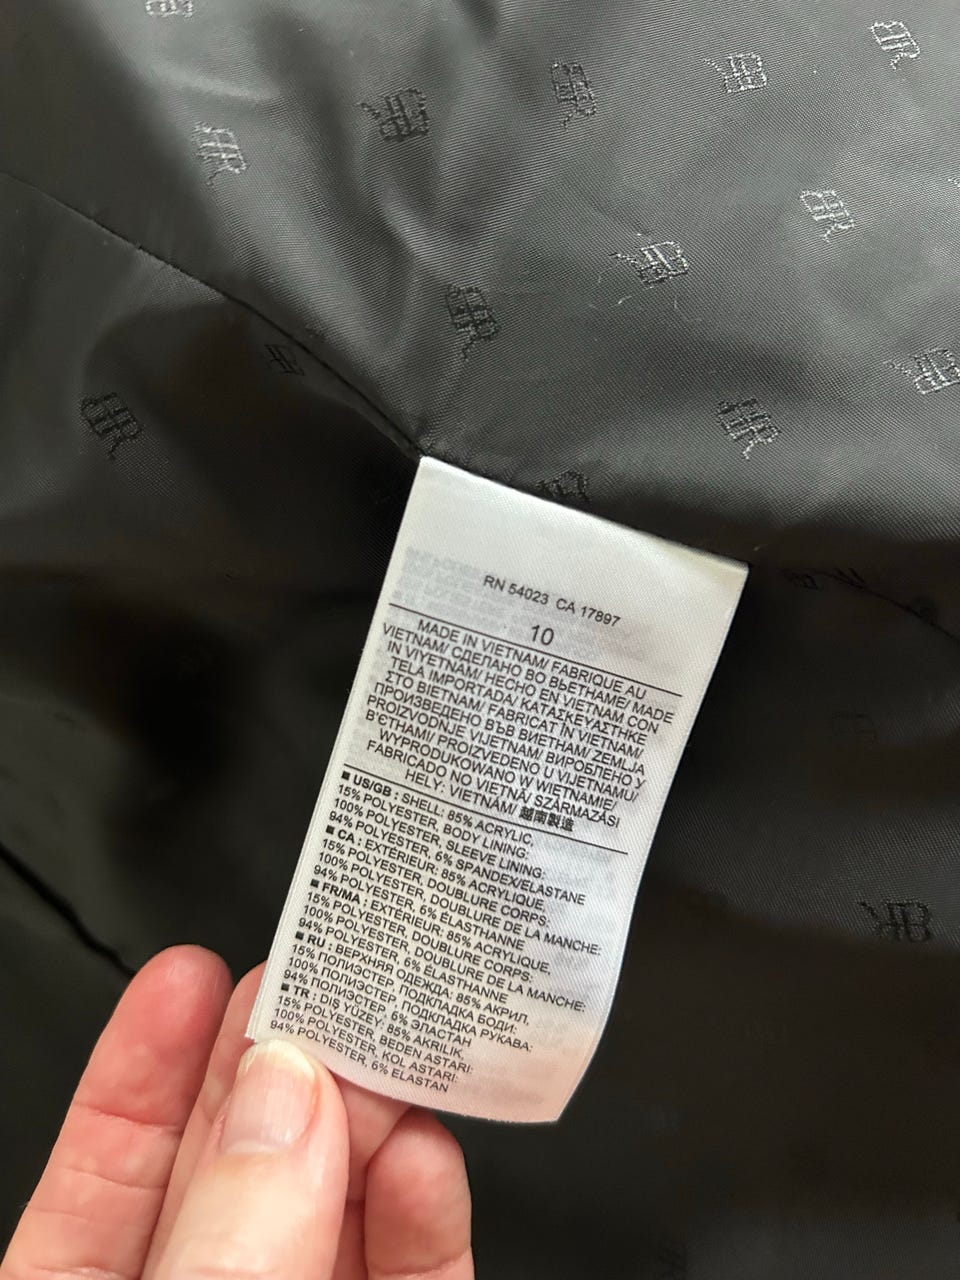 RN 54023 CA 17897
10
MADE IN VIETNAM/ FABRIQUE AU
VIETNAM/ СДЕЛАНО ВО ВЬЕТНАМЕ/ MADE
IN VIYETNAM/ HECHO EN VIETNAM CON
TELA IMPORTADA/ ΚΑΤΑΣΚΕΥΑΣΤΗΚΕ
ΣΤΟ ΒΙΕΤΝΑΜ/ FABRICAT ÎN VIETNAM/
ПРОИЗВЕДЕНО ВЪВ ВИЕТНАМ/ ZEMLJA
PROIZVODNJE VIJETNAM/ ВИРОБЛЕНО У
В'ЄТНАМІ/ PROIZVEDENO U VIJETNAMU/
WYPRODUKOWANO W WIETNAMIE/
FABRICADO NO VIETNÃ/ SZÁRMAZÁSI
HELY: VIETNÁM/ 越南製造
■ US/GB : SHELL: 85% ACRYLIC,
15% POLYESTER, BODY LINING:
100% POLYESTER, SLEEVE LINING:
94% POLYESTER, 6% SPANDEX/ELASTANE
■ CA : EXTÉRIEUR: 85% ACRYLIQUE,
15% POLYESTER, DOUBLURE CORPS:
100% POLYESTER, DOUBLURE DE LA MANCHE:
94% POLYESTER, 6% ÉLASTHANNE
■ FR/MA : EXTÉRIEUR: 85% ACRYLIQUE,
15% POLYESTER, DOUBLURE CORPS:
100% POLYESTER, DOUBLURE DE LA MANCHE:
94% POLYESTER, 6% ÉLASTHANNE
■ RU : ВЕРХНЯЯ ОДЕЖДА: 85% АКРИЛ,
15% ПОЛИЭСТЕР, ПОДКЛАДКА БОДИ:
100% ПОЛИЭСТЕР, ПОДКЛАДКА РУКАВА:
94% ПОЛИЭСТЕР, 6% ЭЛАСТАН
■ TR : DIŞ YÜZEY: 85% AKRİLİK,
15% POLYESTER, BEDEN ASTARI:
100% POLYESTER, KOL ASTARI:
94% POLYESTER, 6% ELASTAN